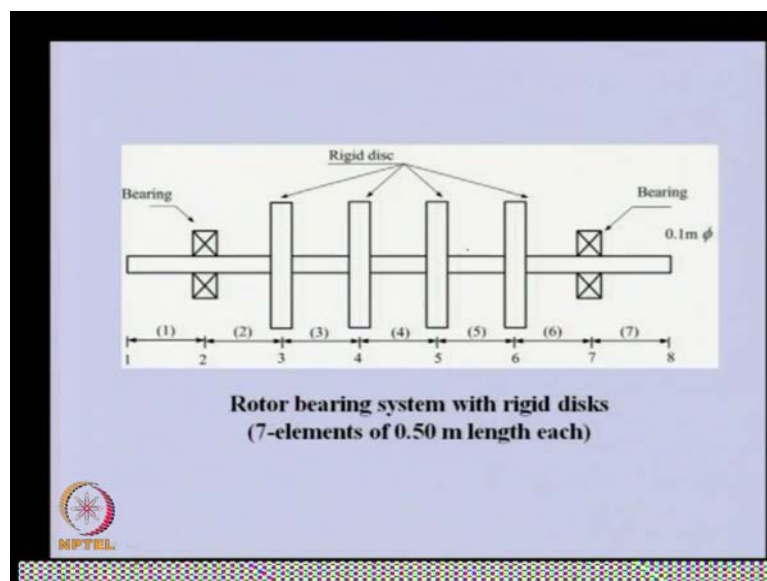 Rigid disc
Bearing
Bearing
0.1m ϕ
(1) (2) (3) (4) (5) (6) (7)
1 2 3 4 5 6 7 8
Rotor bearing system with rigid disks
(7-elements of 0.50 m length each)
NPTEL